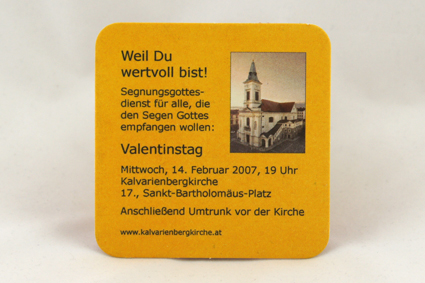 Weil Du
wertvoll bist!
Segnungsgottes-
dienst für alle, die
den Segen Gottes
empfangen wollen:
Valentinstag
Mittwoch, 14. Februar 2007, 19 Uhr
Kalvarienbergkirche
17., Sankt-Bartholomäus-Platz
Anschließend Umtrunk vor der Kirche
www.kalvarienbergkirche.at